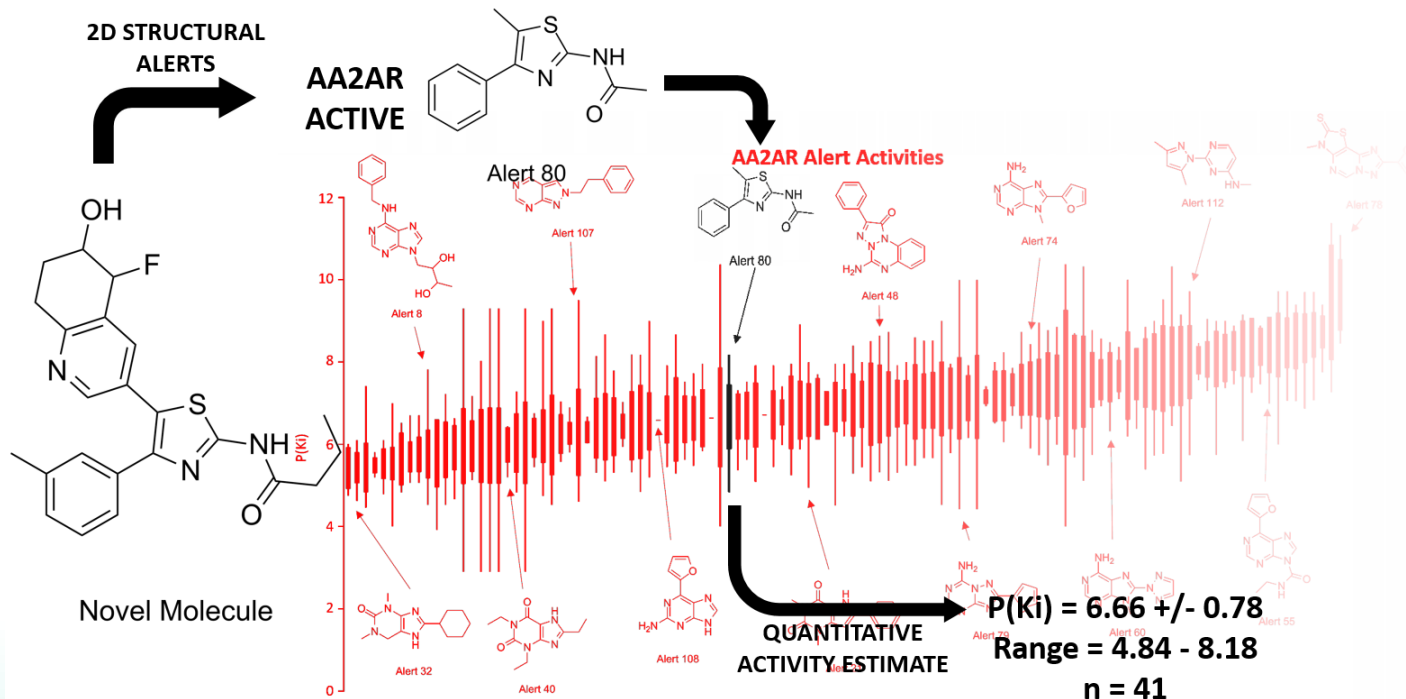 2D STRUCTURAL
ALERTS
AA2AR
ACTIVE
S
N
NH
O
Alert 80
AA2AR Alert Activities
OH
F
N
S
N
NH
O
Novel Molecule
P(Ki)
12
10
8
6
4
2
0
Alert 8
Alert 107
Alert 80
Alert 48
Alert 74
Alert 112
Alert 76
Alert 32
Alert 40
Alert 108
Alert 79
Alert 60
Alert 55
QUANTITATIVE
ACTIVITY ESTIMATE
P(Ki) = 6.66 +/- 0.78
Range = 4.84 - 8.18
n = 41